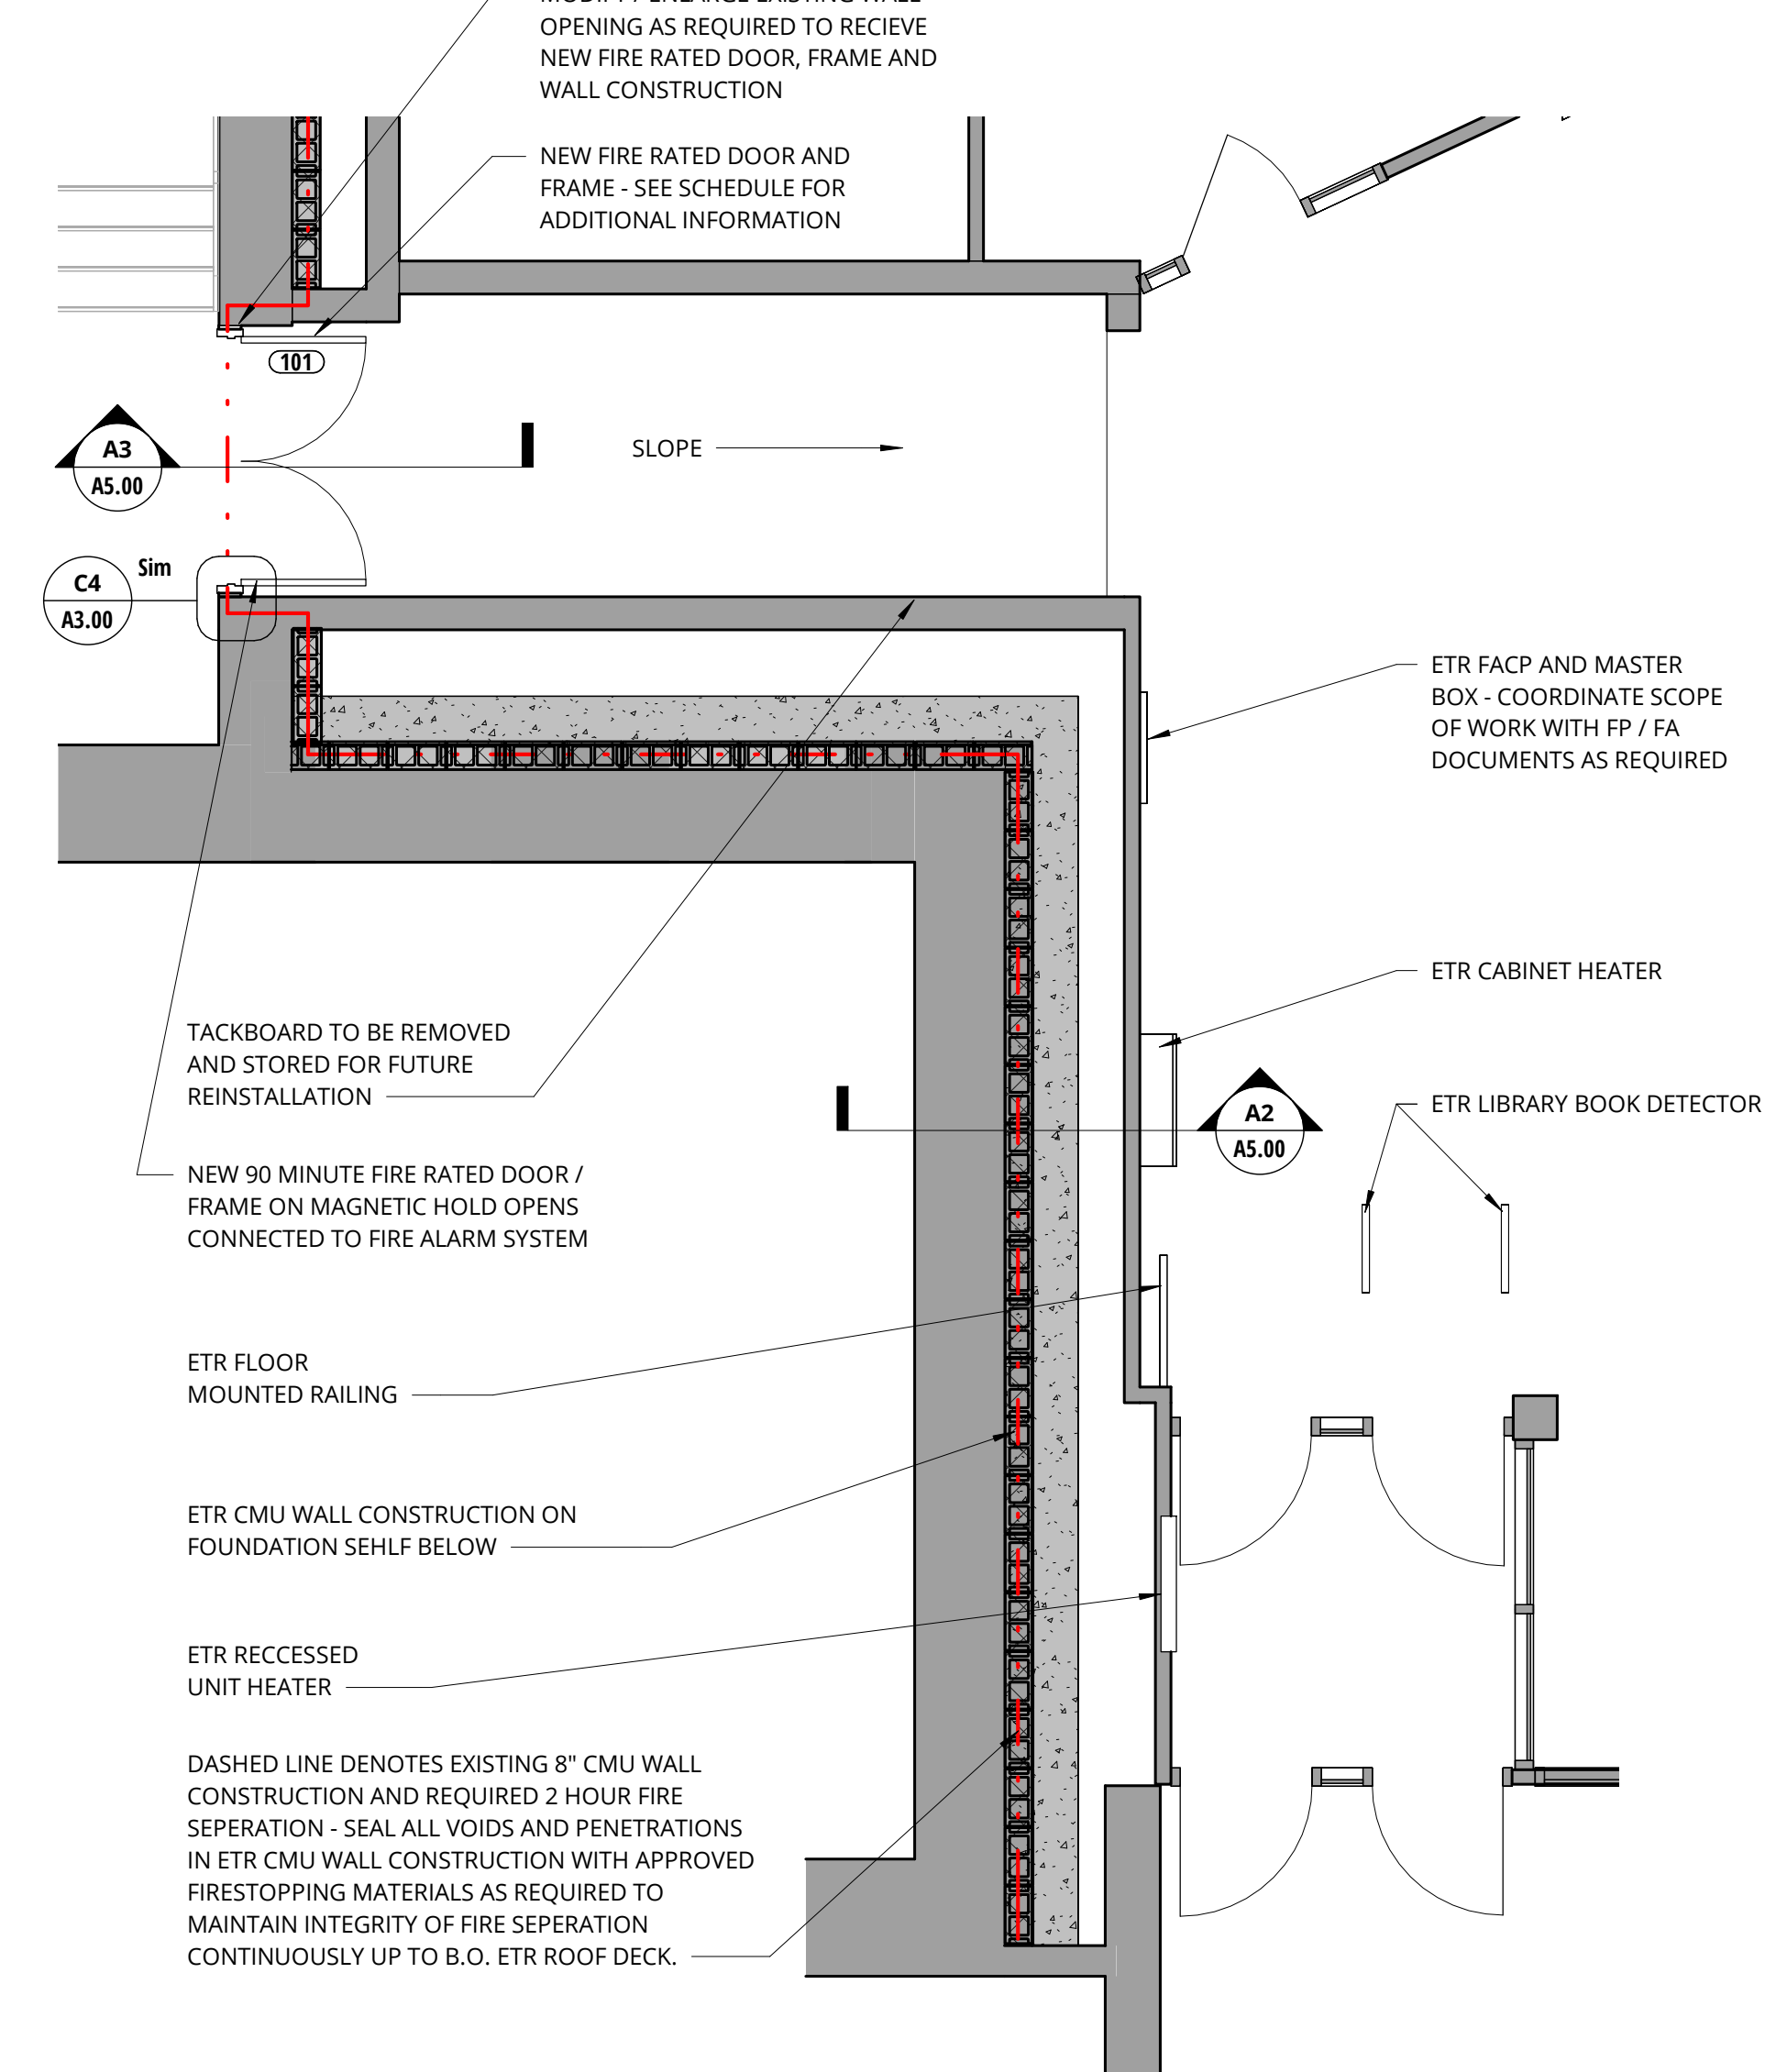 OPENING AS REQUIRED TO RECIEVE
NEW FIRE RATED DOOR, FRAME AND
WALL CONSTRUCTION
NEW FIRE RATED DOOR AND
FRAME - SEE SCHEDULE FOR
ADDITIONAL INFORMATION
101
A3
A5.00
SLOPE
C4
A3.00
Sim
ETR FACP AND MASTER
BOX - COORDINATE SCOPE
OF WORK WITH FP / FA
DOCUMENTS AS REQUIRED
ETR CABINET HEATER
TACKBOARD TO BE REMOVED
AND STORED FOR FUTURE
REINSTALLATION
A2
A5.00
ETR LIBRARY BOOK DETECTOR
NEW 90 MINUTE FIRE RATED DOOR /
FRAME ON MAGNETIC HOLD OPENS
CONNECTED TO FIRE ALARM SYSTEM
ETR FLOOR
MOUNTED RAILING
ETR CMU WALL CONSTRUCTION ON
FOUNDATION SEHLF BELOW
ETR RECCESSED
UNIT HEATER
DASHED LINE DENOTES EXISTING 8" CMU WALL
CONSTRUCTION AND REQUIRED 2 HOUR FIRE
SEPERATION - SEAL ALL VOIDS AND PENETRATIONS
IN ETR CMU WALL CONSTRUCTION WITH APPROVED
FIRESTOPPING MATERIALS AS REQUIRED TO
MAINTAIN INTEGRITY OF FIRE SEPERATION
CONTINUOUSLY UP TO B.O. ETR ROOF DECK.